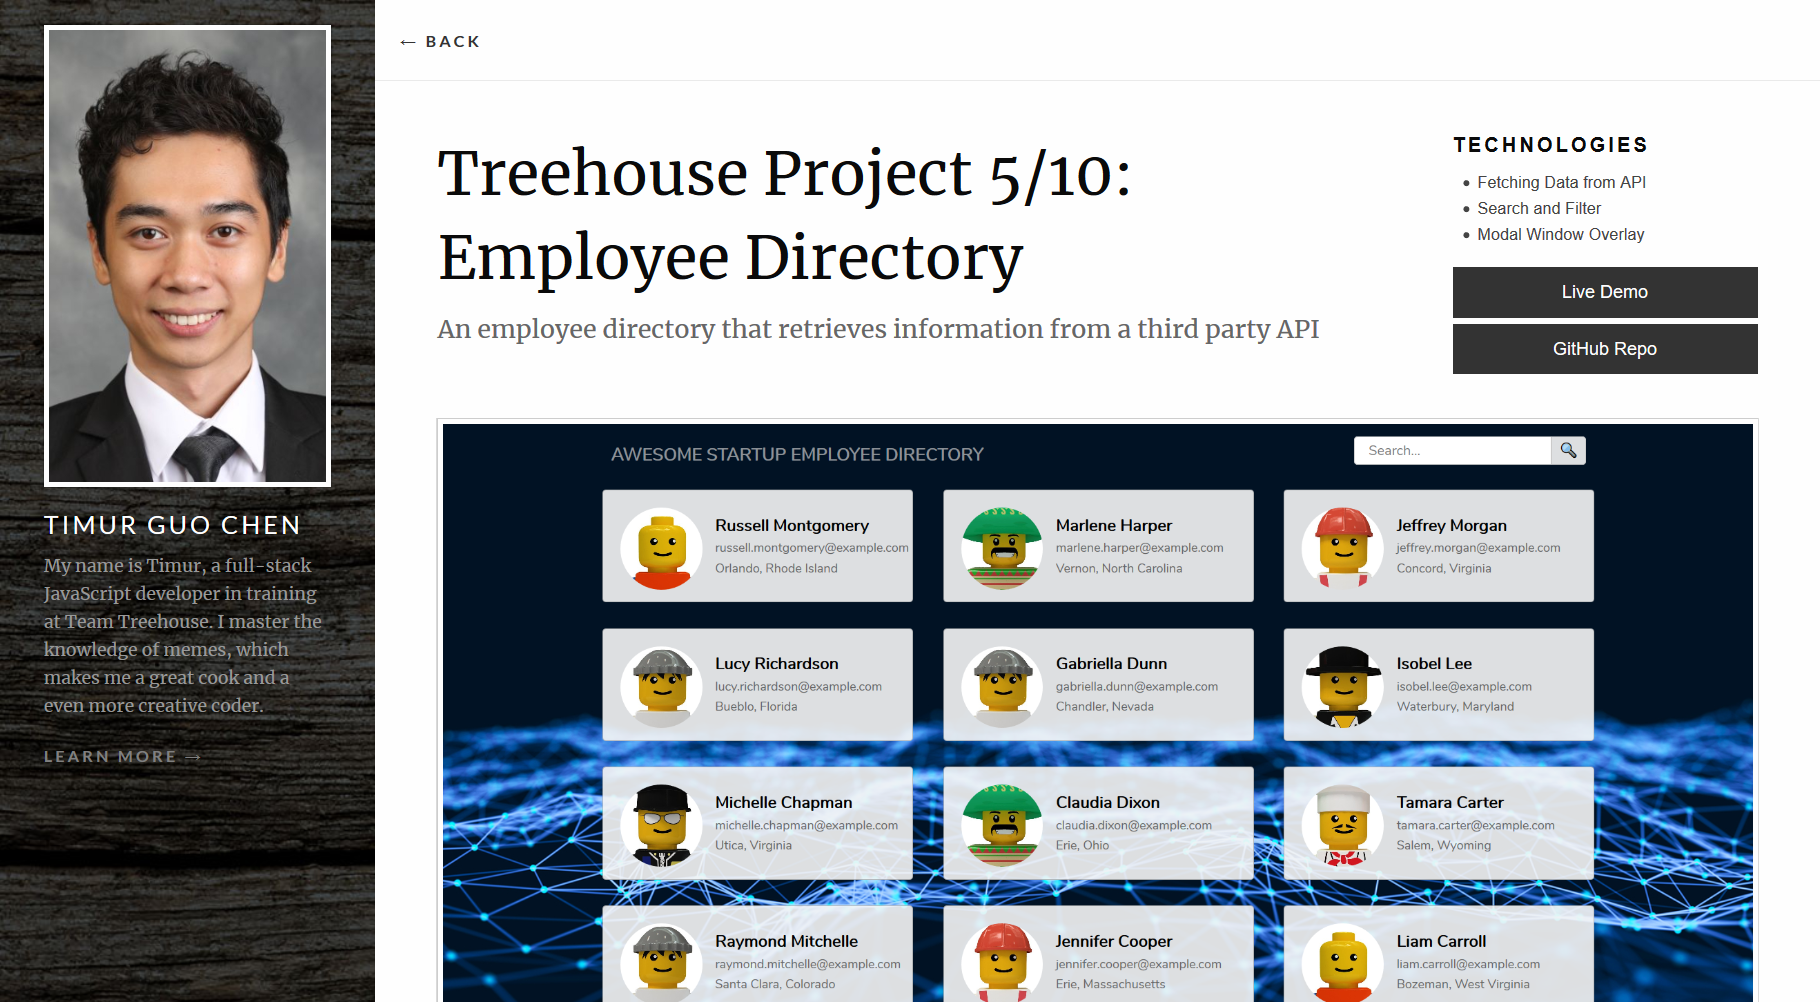 ← BACK
TIMUR GUO CHEN
My name is Timur, a full-stack
JavaScript developer in training
at Team Treehouse. I master the
knowledge of memes, which
makes me a great cook and a
even more creative coder.
LEARN MORE →
Treehouse Project 5/10:
Employee Directory
An employee directory that retrieves information from a third party API
TECHNOLOGIES
• Fetching Data from API
• Search and Filter
• Modal Window Overlay
Live Demo
GitHub Repo
AWESOME STARTUP EMPLOYEE DIRECTORY
Search...
Russell Montgomery
russell.montgomery@example.com
Orlando, Rhode Island
Marlene Harper
marlene.harper@example.com
Vernon, North Carolina
Jeffrey Morgan
jeffrey.morgan@example.com
Concord, Virginia
Lucy Richardson
lucy.richardson@example.com
Bueblo, Florida
Gabriella Dunn
gabriella.dunn@example.com
Chandler, Nevada
Isobel Lee
isobel.lee@example.com
Waterbury, Maryland
Michelle Chapman
michelle.chapman@example.com
Utica, Virginia
Claudia Dixon
claudia.dixon@example.com
Erie, Ohio
Tamara Carter
tamara.carter@example.com
Salem, Wyoming
Raymond Mitchelle
raymond.mitchelle@example.com
Santa Clara, Colorado
Jennifer Cooper
jennifer.cooper@example.com
Erie, Massachusetts
Liam Carroll
liam.carroll@example.com
Bozeman, West Virginia